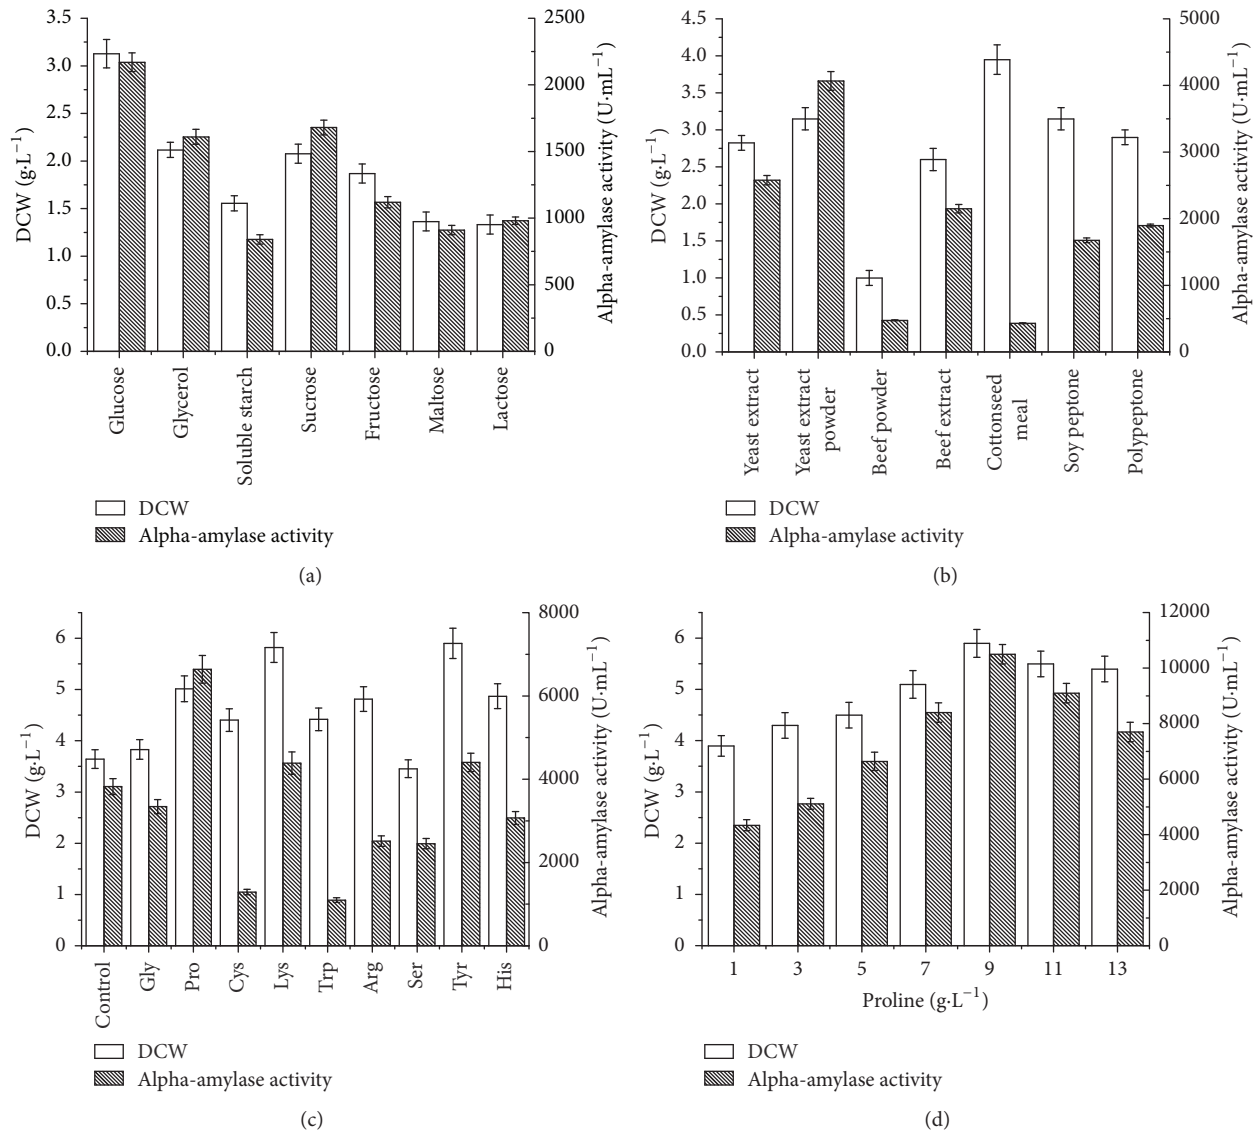 3.5
3.0
2.5
2.0
1.5
1.0
0.5
0.0
DCW (g·L⁻¹)
2500
2000
1500
1000
500
0
Alpha-amylase activity (U·mL⁻¹)
Glucose
Glycerol
Soluble starch
Sucrose
Fructose
Maltose
Lactose
DCW
Alpha-amylase activity
(a)
4.5
4.0
3.5
3.0
2.5
2.0
1.5
1.0
0.5
0.0
DCW (g·L⁻¹)
5000
4000
3000
2000
1000
0
Alpha-amylase activity (U·mL⁻¹)
Yeast extract
Yeast extract
powder
Beef powder
Beef extract
Cottonseed
meal
Soy peptone
Polypeptone
DCW
Alpha-amylase activity
(b)
6
5
4
3
2
1
0
DCW (g·L⁻¹)
8000
6000
4000
2000
0
Alpha-amylase activity (U·mL⁻¹)
Control
Gly
Pro
Cys
Lys
Trp
Arg
Ser
Tyr
His
DCW
Alpha-amylase activity
(c)
6
5
4
3
2
1
0
DCW (g·L⁻¹)
12000
10000
8000
6000
4000
2000
0
Alpha-amylase activity (U·mL⁻¹)
1 3 5 7 9 11 13
Proline (g·L⁻¹)
DCW
Alpha-amylase activity
(d)